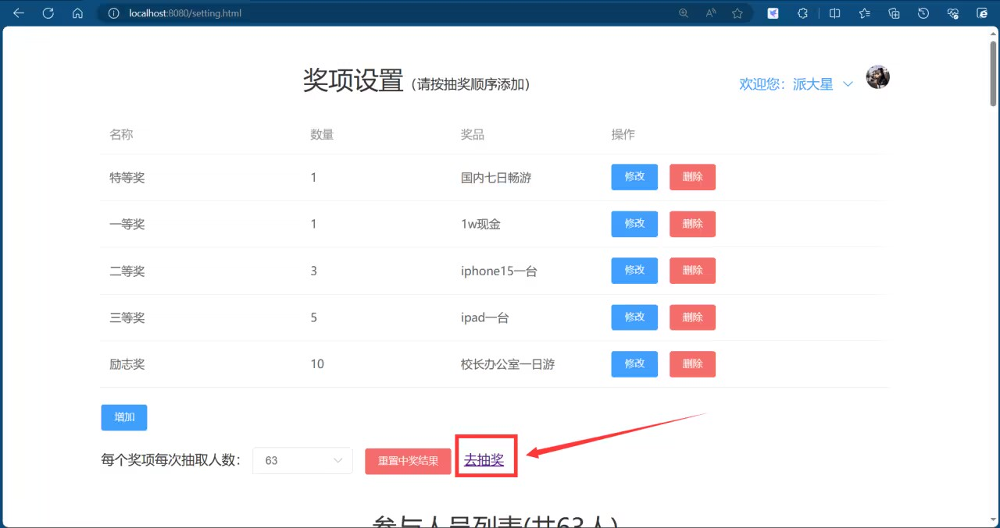 localhost:8080/setting.html
奖项设置（请按抽奖顺序添加）
欢迎您：派大星
名称 数量 奖品 操作
特等奖 1 国内七日畅游 修改 删除
一等奖 1 1w现金 修改 删除
二等奖 3 iphone15一台 修改 删除
三等奖 5 ipad一台 修改 删除
励志奖 10 校长办公室一日游 修改 删除
增加
每个奖项每次抽取人数： 63 重置中奖结果 去抽奖
参与人员列表(共63人)